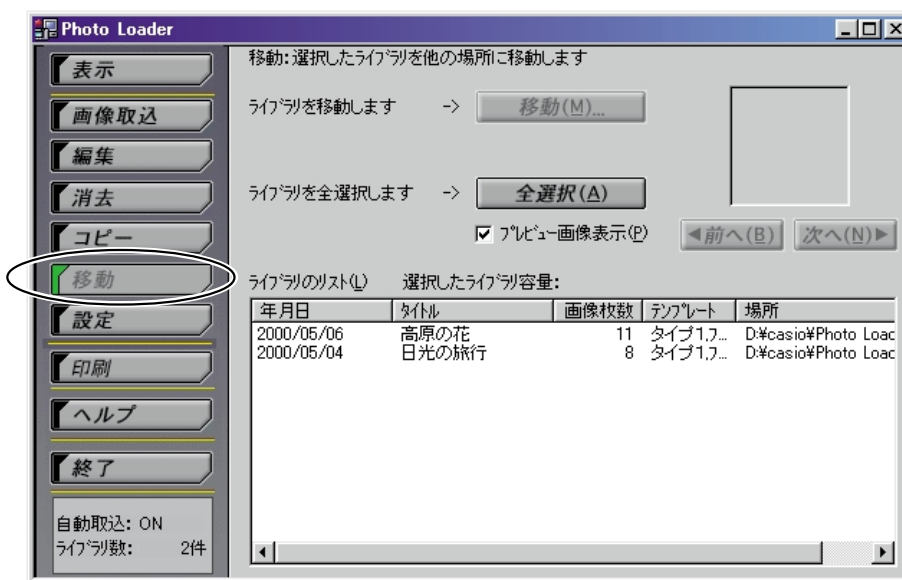 Photo Loader
表示
画像取込
編集
消去
コピー
移動
設定
印刷
ヘルプ
終了
自動取込: ON
ﾗｲﾌﾞﾗﾘ数: 2件
移動:選択したﾗｲﾌﾞﾗﾘを他の場所に移動します
ﾗｲﾌﾞﾗﾘを移動します -> 移動(M)...
ﾗｲﾌﾞﾗﾘを全選択します -> 全選択(A)
ﾌﾟﾚﾋﾞｭｰ画像表示(P) ◀前へ(B) 次へ(N)▶
ﾗｲﾌﾞﾗﾘのﾘｽﾄ(L) 選択したﾗｲﾌﾞﾗﾘ容量:
年月日 ﾀｲﾄﾙ 画像枚数 ﾃﾝﾌﾟﾚｰﾄ 場所
2000/05/06 高原の花 11 タイプ1,フ... D:¥casio¥Photo Load
2000/05/04 日光の旅行 8 タイプ1,フ... D:¥casio¥Photo Load